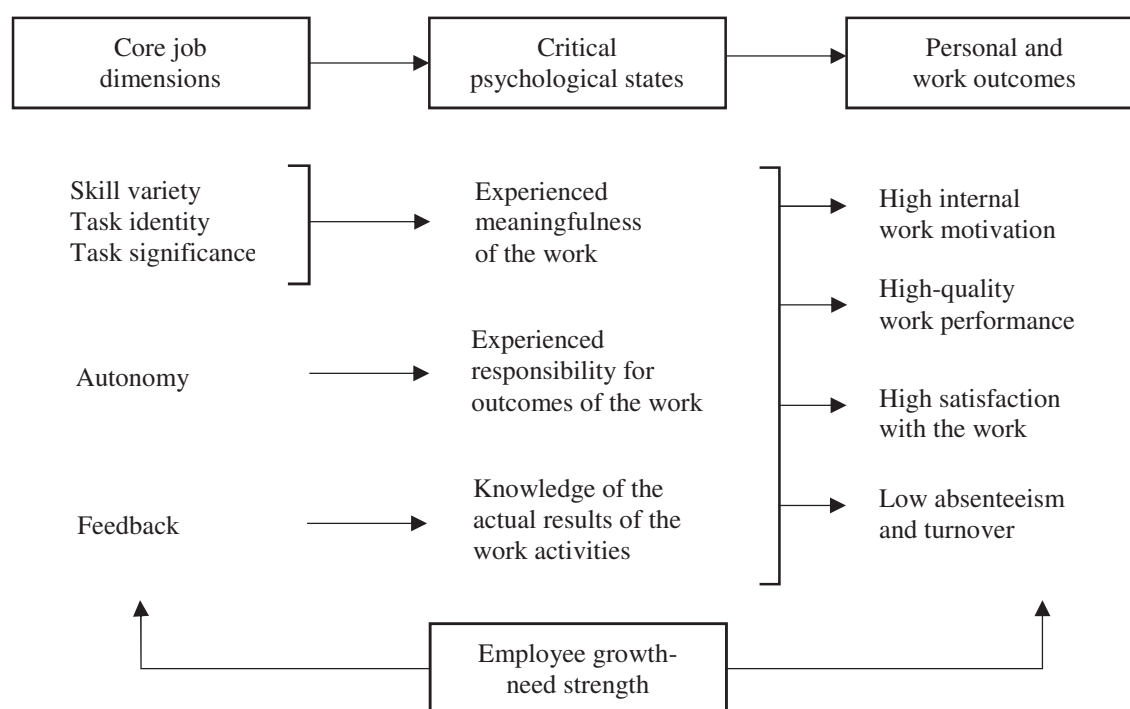 Core job
dimensions
Critical
psychological states
Personal and
work outcomes
Skill variety
Task identity
Task significance
Experienced
meaningfulness
of the work
High internal
work motivation
High-quality
work performance
Autonomy
Experienced
responsibility for
outcomes of the work
High satisfaction
with the work
Feedback
Knowledge of the
actual results of the
work activities
Low absenteeism
and turnover
Employee growth-
need strength